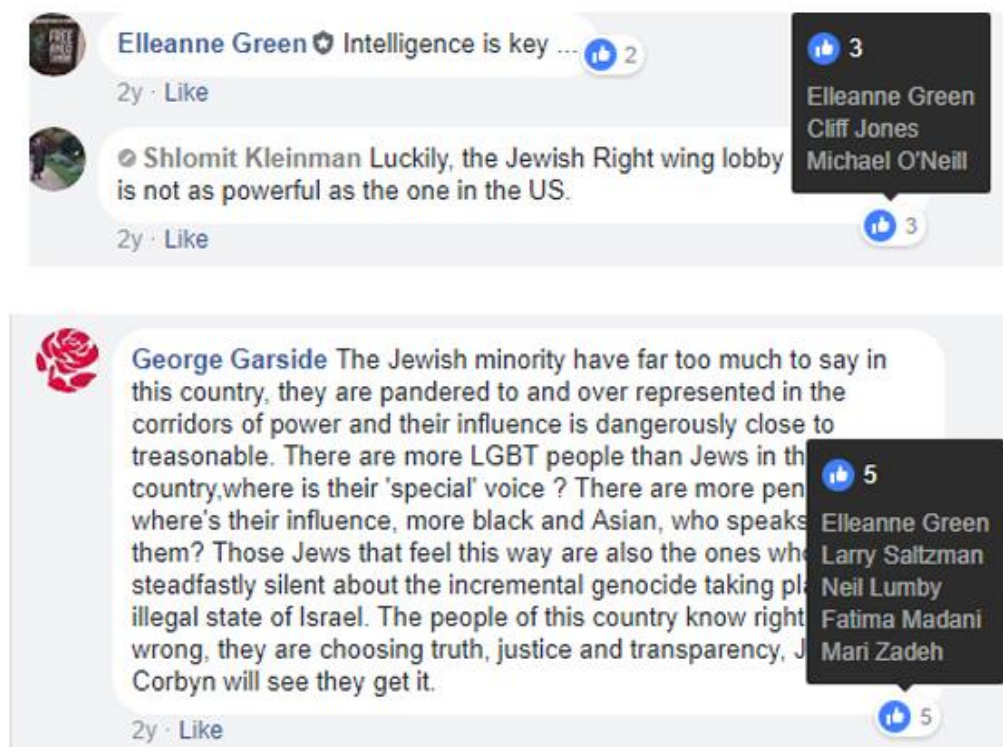 Elleanne Green Intelligence is key ... 2
2y · Like
3
Elleanne Green
Cliff Jones
Michael O'Neill
Shlomit Kleinman Luckily, the Jewish Right wing lobby
is not as powerful as the one in the US.
3
2y · Like
George Garside The Jewish minority have far too much to say in
this country, they are pandered to and over represented in the
corridors of power and their influence is dangerously close to
treasonable. There are more LGBT people than Jews in th
country,where is their 'special' voice ? There are more pen
where's their influence, more black and Asian, who speaks
them? Those Jews that feel this way are also the ones wh
steadfastly silent about the incremental genocide taking pl
illegal state of Israel. The people of this country know right
wrong, they are choosing truth, justice and transparency, J
Corbyn will see they get it.
5
Elleanne Green
Larry Saltzman
Neil Lumby
Fatima Madani
Mari Zadeh
5
2y · Like